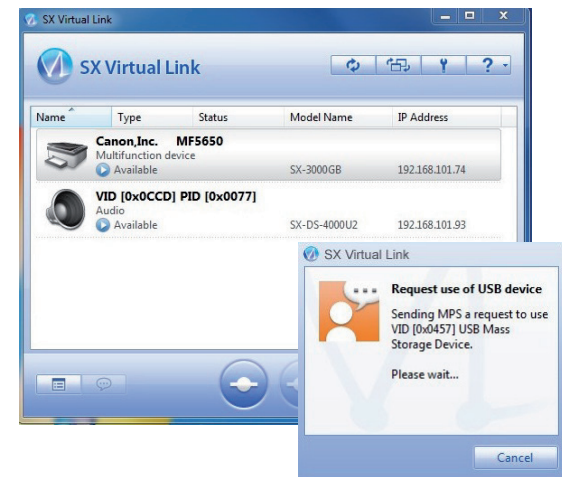 SX Virtual Link
SX Virtual Link
?
Name Type Status Model Name IP Address
Canon,Inc. MF5650
Multifunction device
Available SX-3000GB 192.168.101.74
VID [0x0CCD] PID [0x0077]
Audio
Available SX-DS-4000U2 192.168.101.93
SX Virtual Link
Request use of USB device
Sending MPS a request to use
VID [0x0457] USB Mass
Storage Device.
Please wait...
Cancel